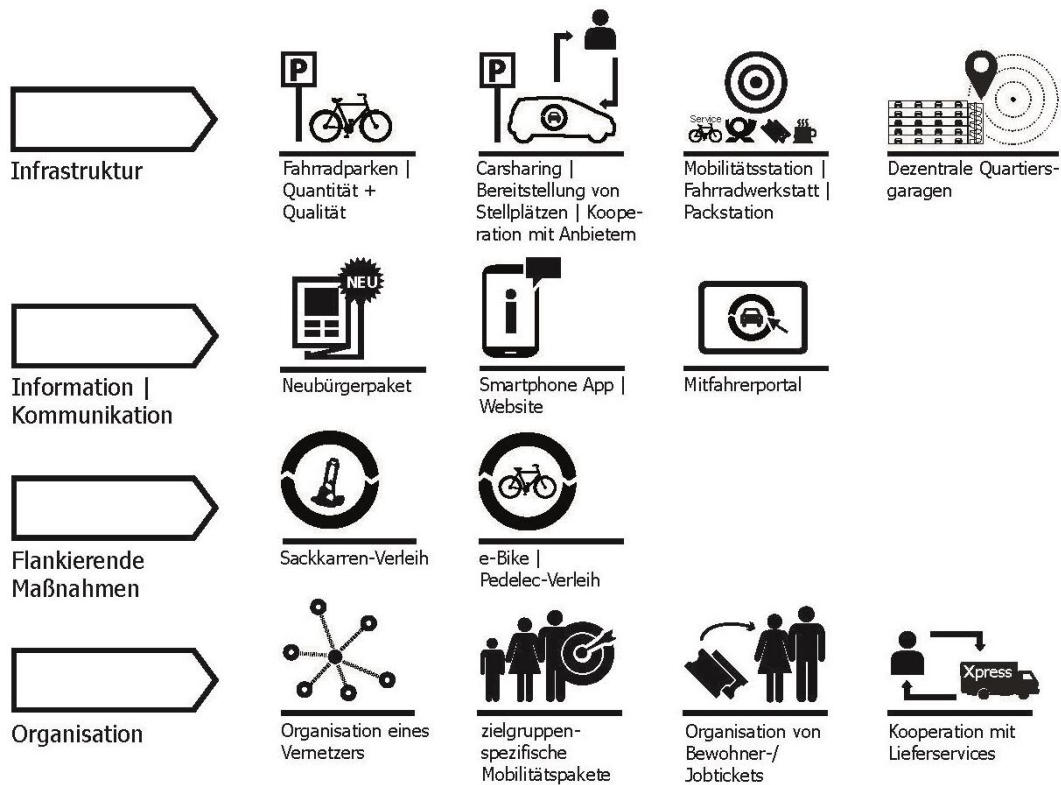 P
P
Service
Infrastruktur
Fahrradparken |
Quantität +
Qualität
Carsharing |
Bereitstellung von
Stellplätzen | Koope-
ration mit Anbietern
Mobilitätsstation |
Fahrradwerkstatt |
Packstation
Dezentrale Quartiers-
garagen
NEU
i
Information |
Kommunikation
Neubürgerpaket
Smartphone App |
Website
Mitfahrerportal
Flankierende
Maßnahmen
Sackkarren-Verleih
e-Bike |
Pedelec-Verleih
Xpress
Organisation
Organisation eines
Vernetzers
zielgruppen-
spezifische
Mobilitätspakete
Organisation von
Bewohner-/
Jobtickets
Kooperation mit
Lieferservices